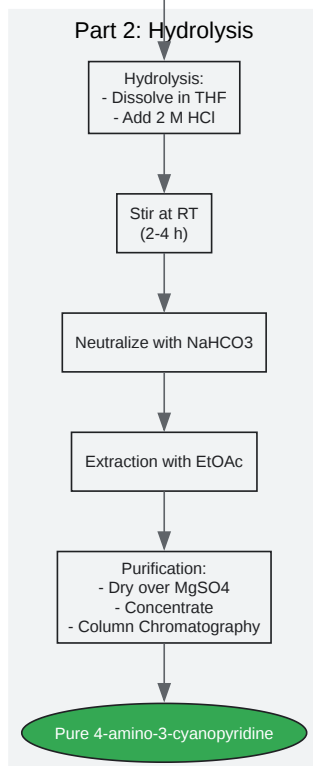 Part 2: Hydrolysis
Hydrolysis:
- Dissolve in THF
- Add 2 M HCl
Stir at RT
(2-4 h)
Neutralize with NaHCO3
Extraction with EtOAc
Purification:
- Dry over MgSO4
- Concentrate
- Column Chromatography
Pure 4-amino-3-cyanopyridine